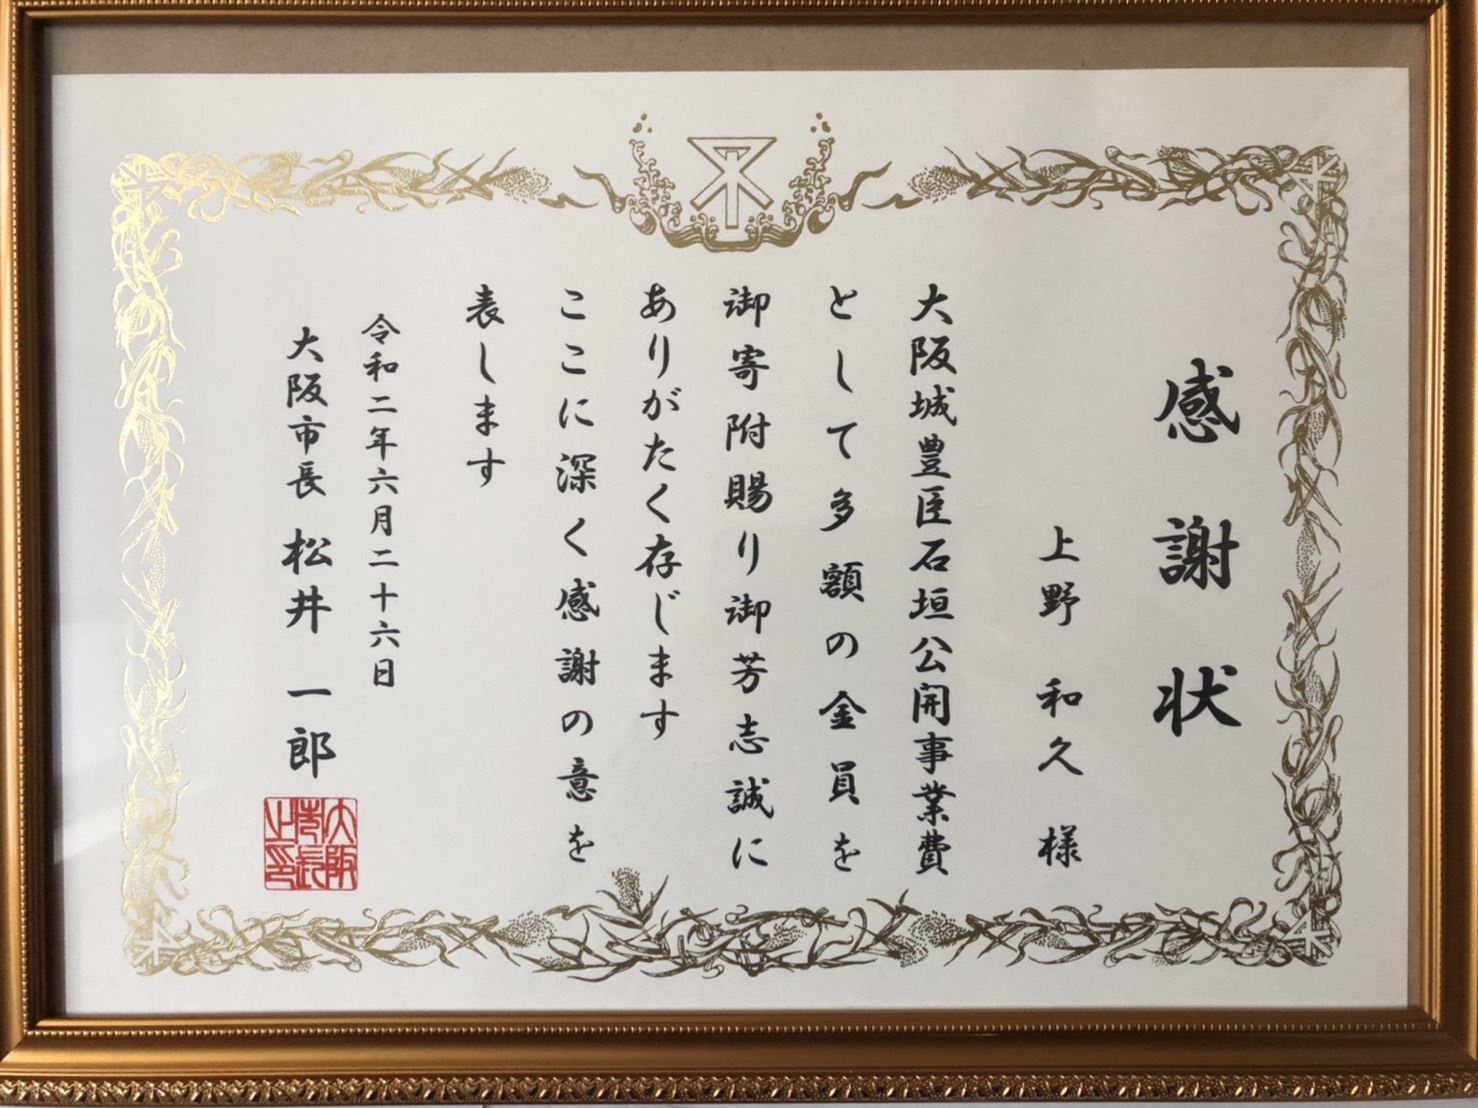 感謝状
上野和久様
大阪城豊臣石垣公開事業費
として多額の金員を
御寄附賜り御芳志誠に
ありがたく存じます
ここに深く感謝の意を
表します
令和二年六月二十六日
大阪市長 松井一郎
大阪市長之印